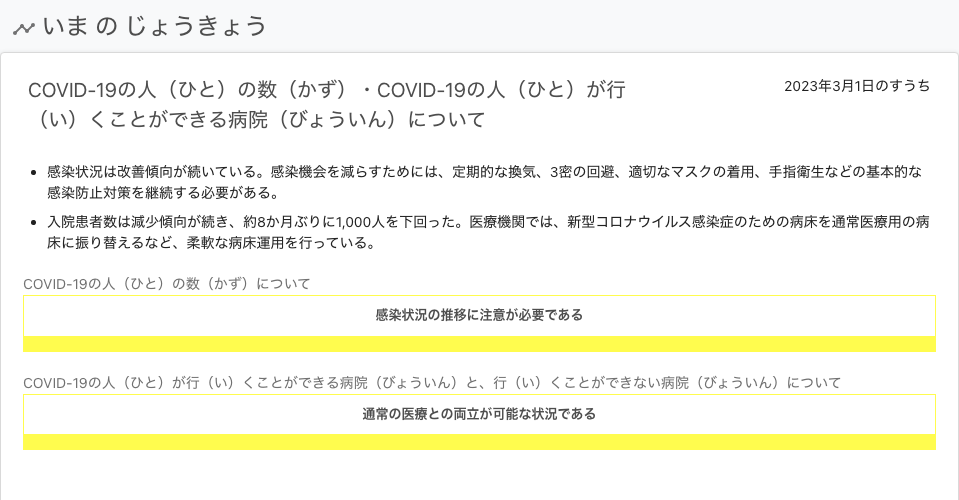 いま の じょうきょう
COVID-19の人（ひと）の数（かず）・COVID-19の人（ひと）が行
（い）くことができる病院（びょういん）について
2023年3月1日のすうち
感染状況は改善傾向が続いている。感染機会を減らすためには、定期的な換気、3密の回避、適切なマスクの着用、手指衛生などの基本的な
感染防止対策を継続する必要がある。
入院患者数は減少傾向が続き、約8か月ぶりに1,000人を下回った。医療機関では、新型コロナウイルス感染症のための病床を通常医療用の病
床に振り替えるなど、柔軟な病床運用を行っている。
COVID-19の人（ひと）の数（かず）について
感染状況の推移に注意が必要である
COVID-19の人（ひと）が行（い）くことができる病院（びょういん）と、行（い）くことができない病院（びょういん）について
通常の医療との両立が可能な状況である